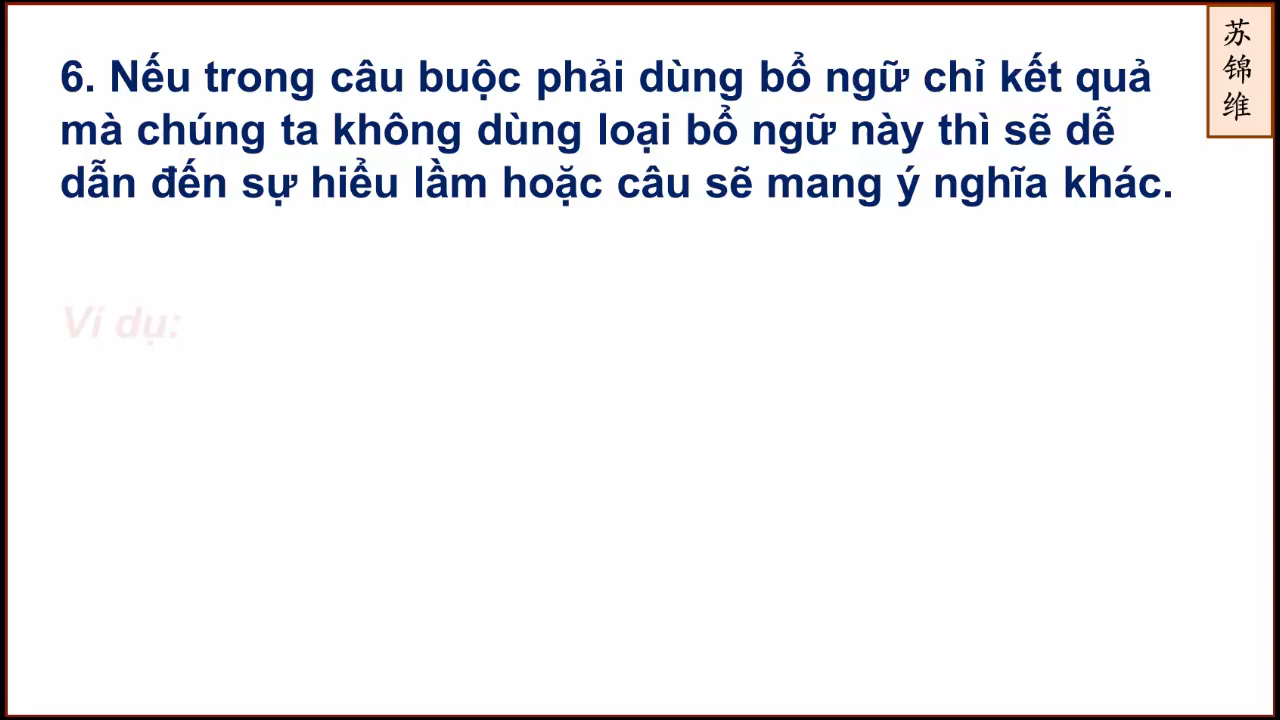 6. Nếu trong câu buộc phải dùng bổ ngữ chỉ kết quả
mà chúng ta không dùng loại bổ ngữ này thì sẽ dễ
dẫn đến sự hiểu lầm hoặc câu sẽ mang ý nghĩa khác.
Ví dụ:
苏
锦
维